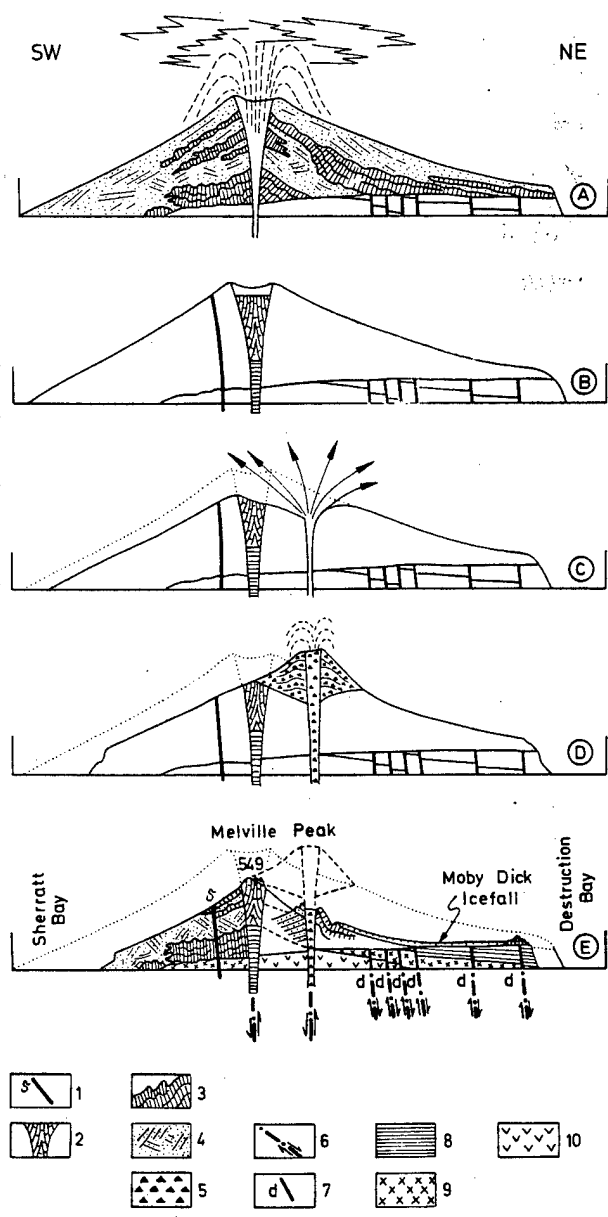 SW NE
A
B
C
D
Melville Peak
549
Sherratt Bay
S
Moby Dick Icefall
Destruction Bay
E
d d d d d d
S 1
3
2
4
6
8
10
5
d 7
9